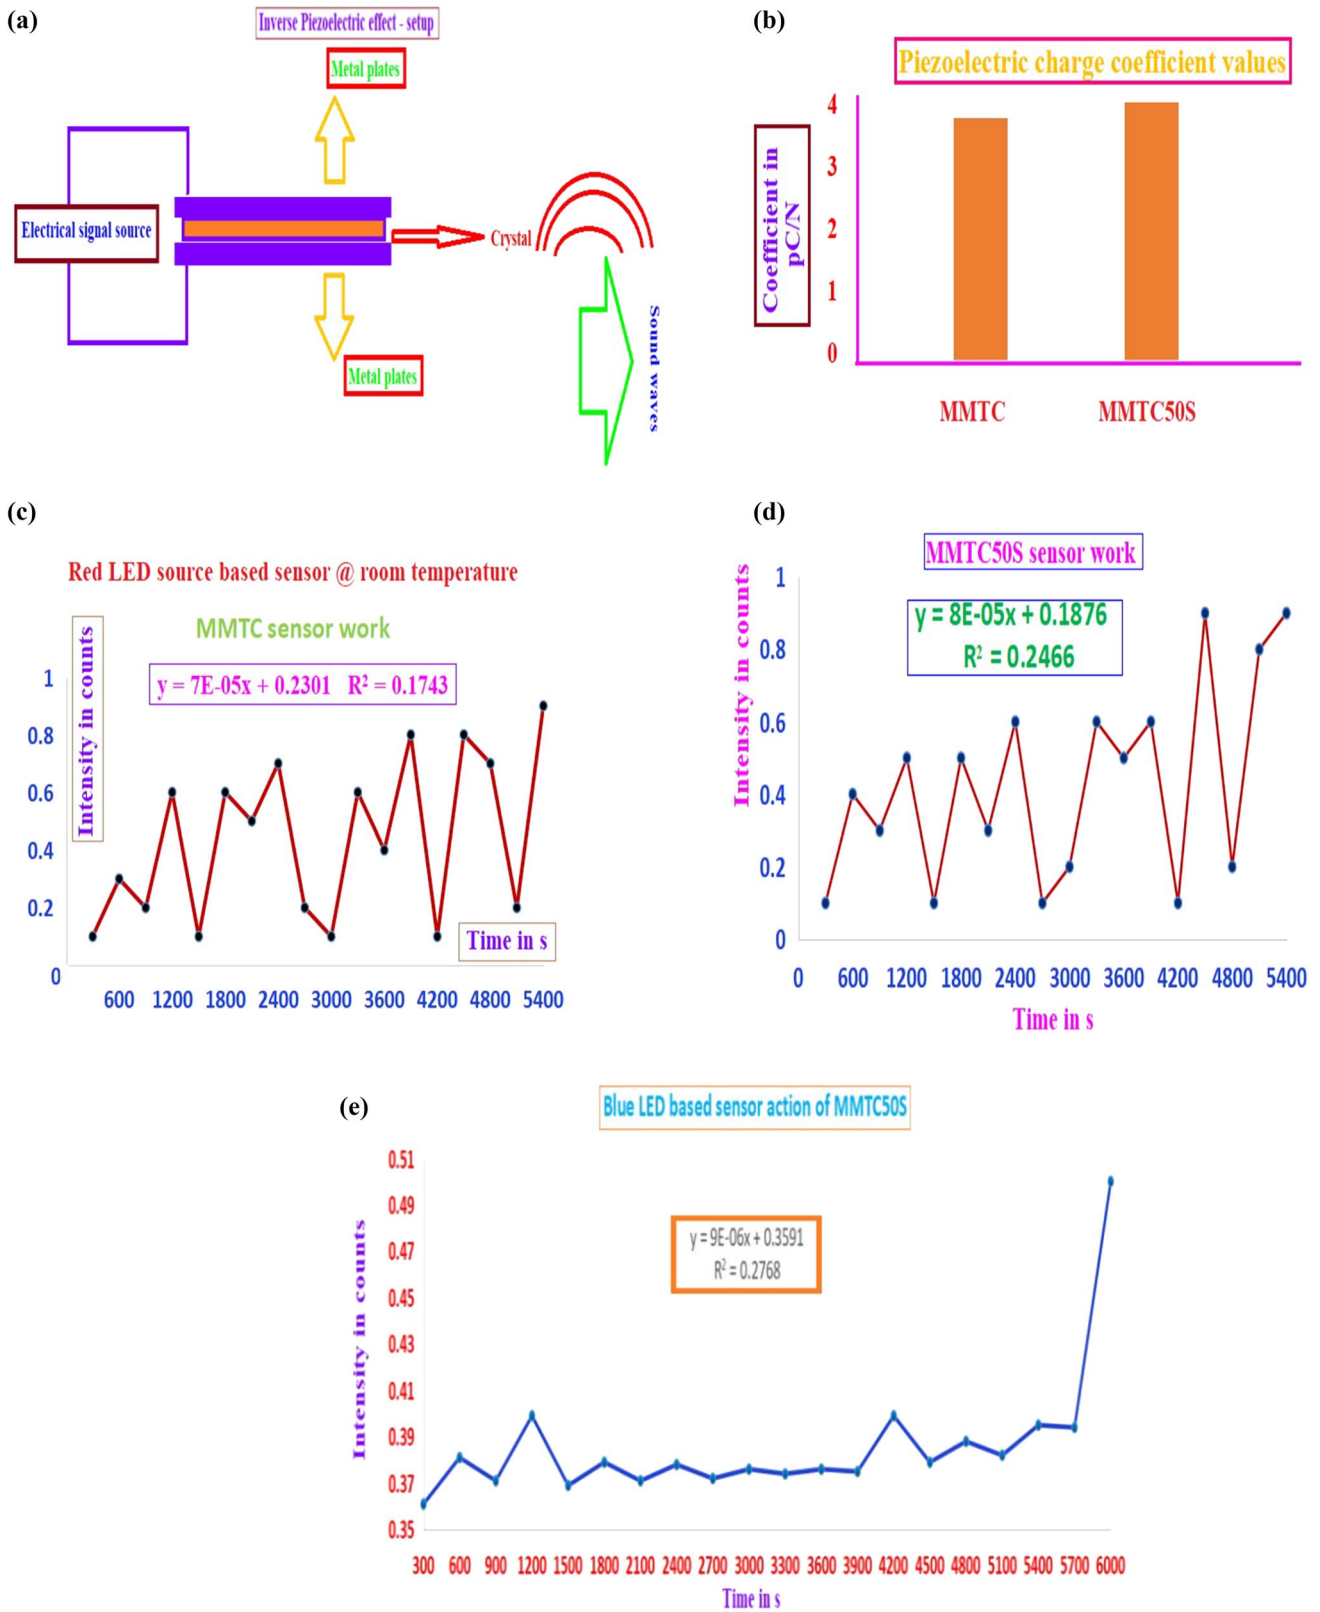 (a)
Inverse Piezoelectric effect - setup
Metal plates
Electrical signal source
Crystal
Metal plates
Sound waves
(b)
Piezoelectric charge coefficient values
Coefficient in
pC/N
4
3
2
1
0
MMTC MMTC50S
(c)
Red LED source based sensor @ room temperature
MMTC sensor work
y = 7E-05x + 0.2301 R² = 0.1743
Intensity in counts
1
0.8
0.6
0.4
0.2
0
Time in s
600 1200 1800 2400 3000 3600 4200 4800 5400
(d)
MMTC50S sensor work
y = 8E-05x + 0.1876
R² = 0.2466
Intensity in counts
1
0.8
0.6
0.4
0.2
0
0 600 1200 1800 2400 3000 3600 4200 4800 5400
Time in s
(e)
Blue LED based sensor action of MMTC50S
y = 9E-06x + 0.3591
R² = 0.2768
Intensity in counts
0.51
0.49
0.47
0.45
0.43
0.41
0.39
0.37
0.35
300 600 900 1200 1500 1800 2100 2400 2700 3000 3300 3600 3900 4200 4500 4800 5100 5400 5700 6000
Time in s